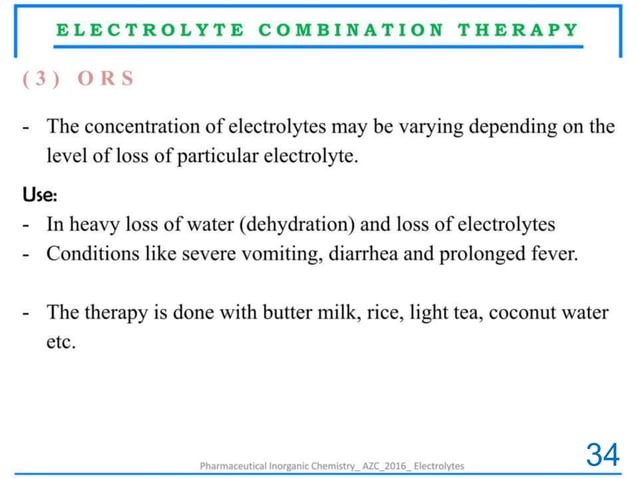 ELECTROLYTE COMBINATION THERAPY
(3) ORS
- The concentration of electrolytes may be varying depending on the
level of loss of particular electrolyte.
Use:
- In heavy loss of water (dehydration) and loss of electrolytes
- Conditions like severe vomiting, diarrhea and prolonged fever.
- The therapy is done with butter milk, rice, light tea, coconut water
etc.
Pharmaceutical Inorganic Chemistry_ AZC_2016_ Electrolytes
34